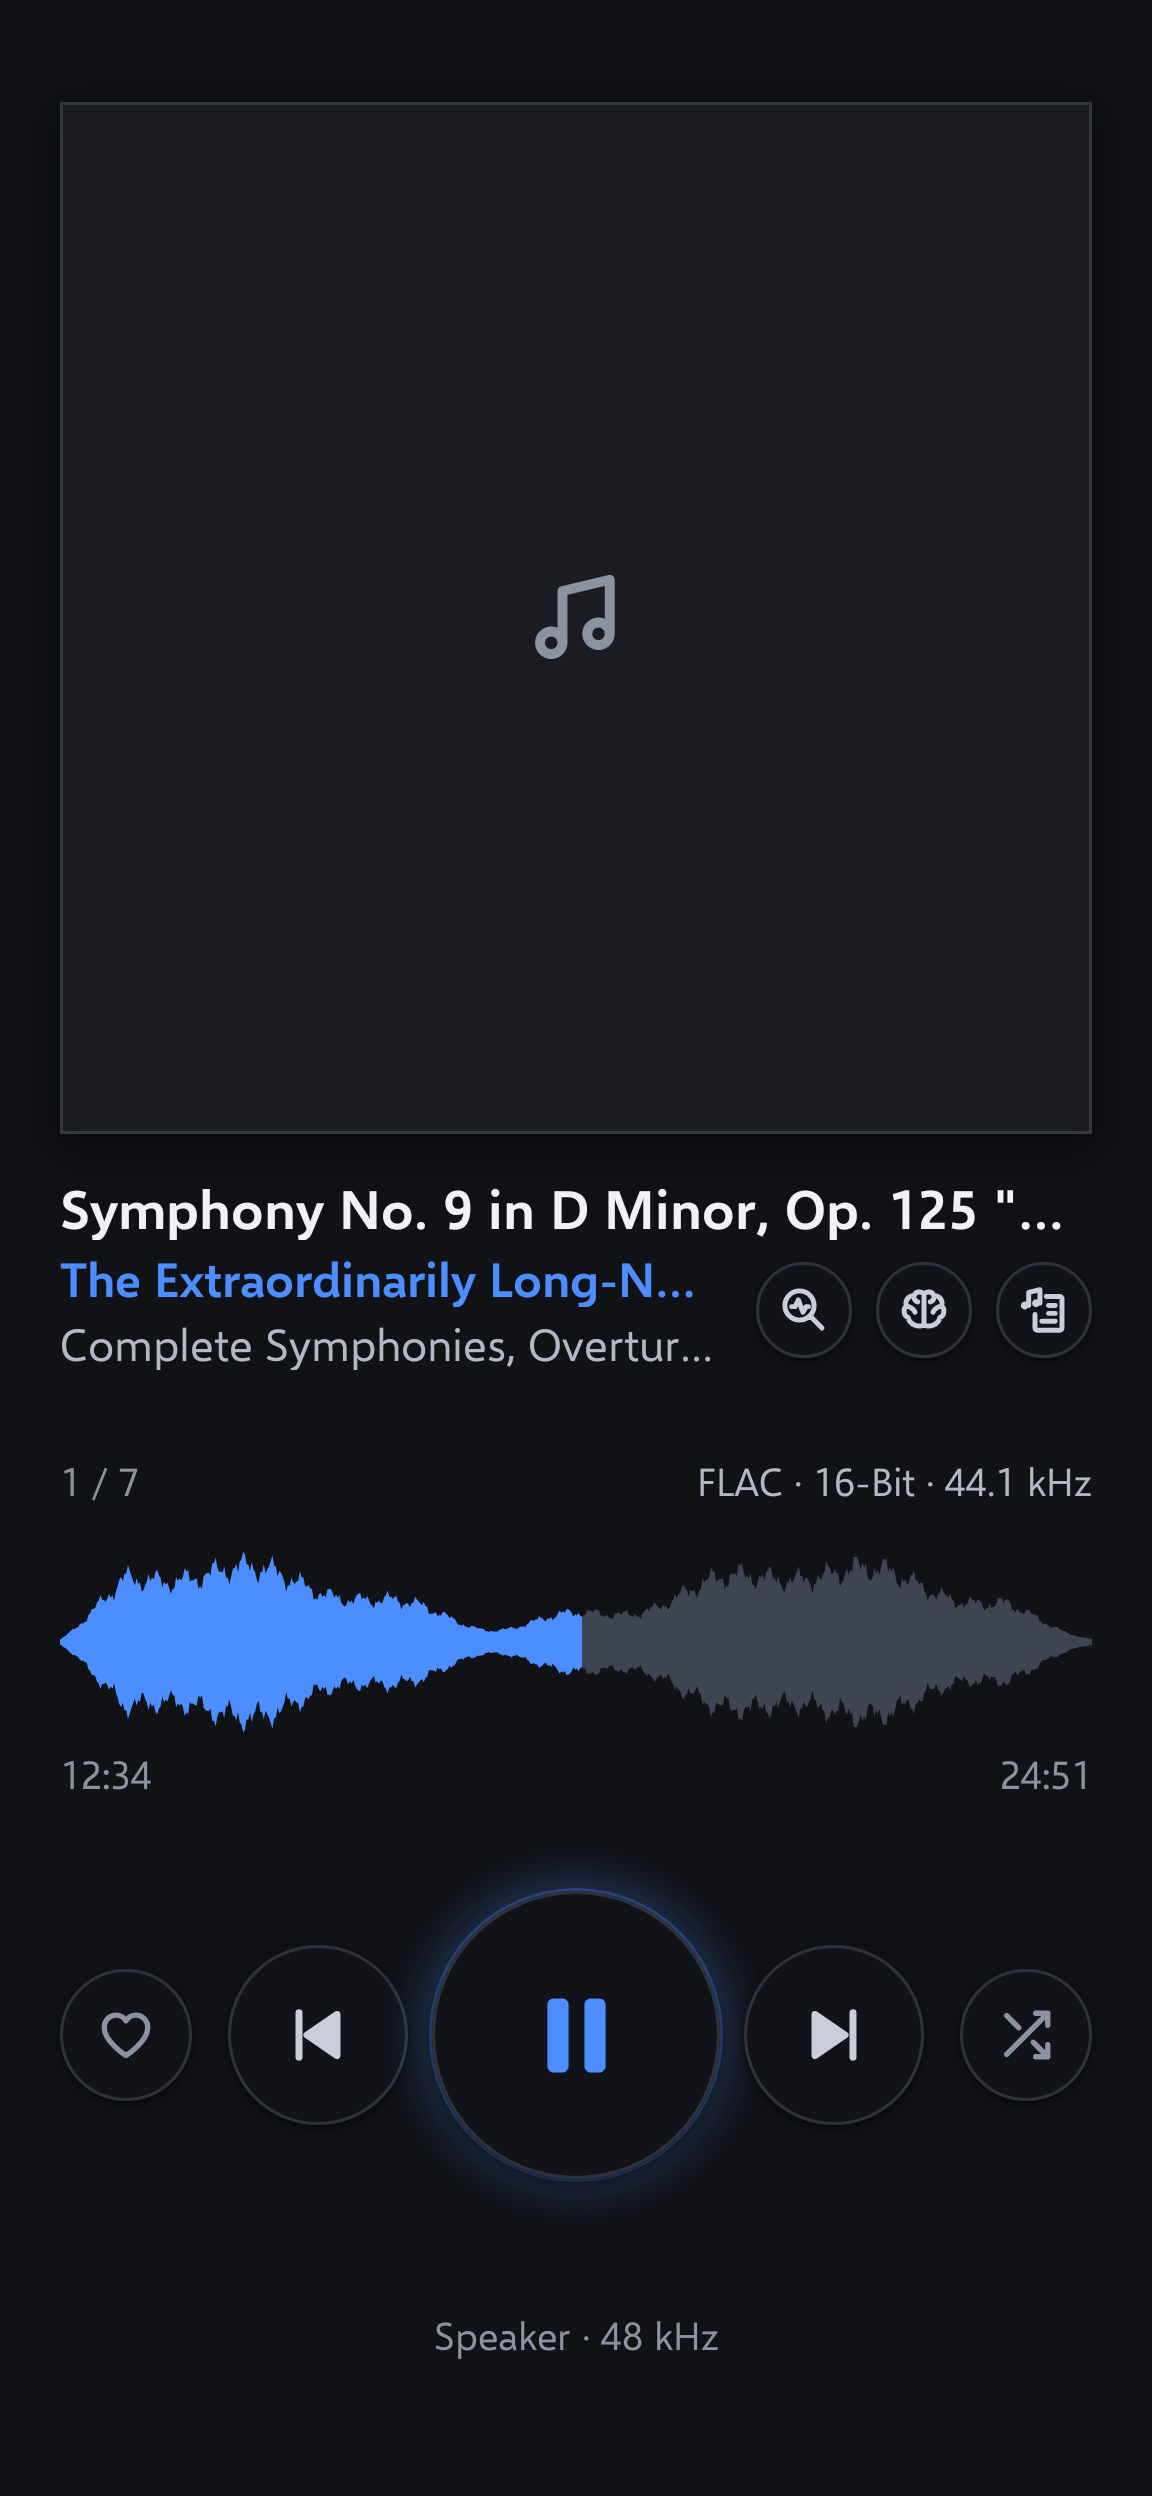 Symphony No. 9 in D Minor, Op. 125 "...
The Extraordinarily Long-N...
Complete Symphonies, Overtur...
1 / 7
FLAC · 16-Bit · 44.1 kHz
12:34
24:51
Speaker · 48 kHz